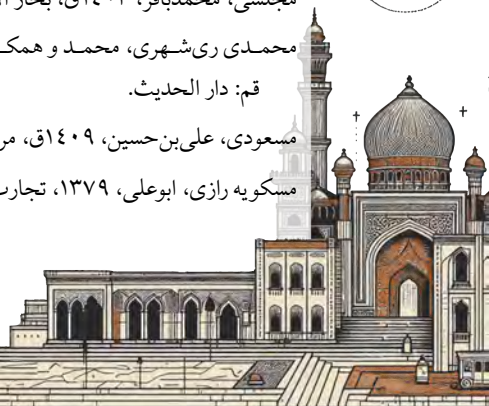 مجلسی، محمدباقر، ۱۴۰۳ق، بحار
محمـدی ری‌شـهری، محمـد و همکـ
قم: دار الحدیث.
مسعودی، علی‌بن‌حسین، ۱۴۰۹ق، مر
مسکویه رازی، ابوعلی، ۱۳۷۹، تجارب